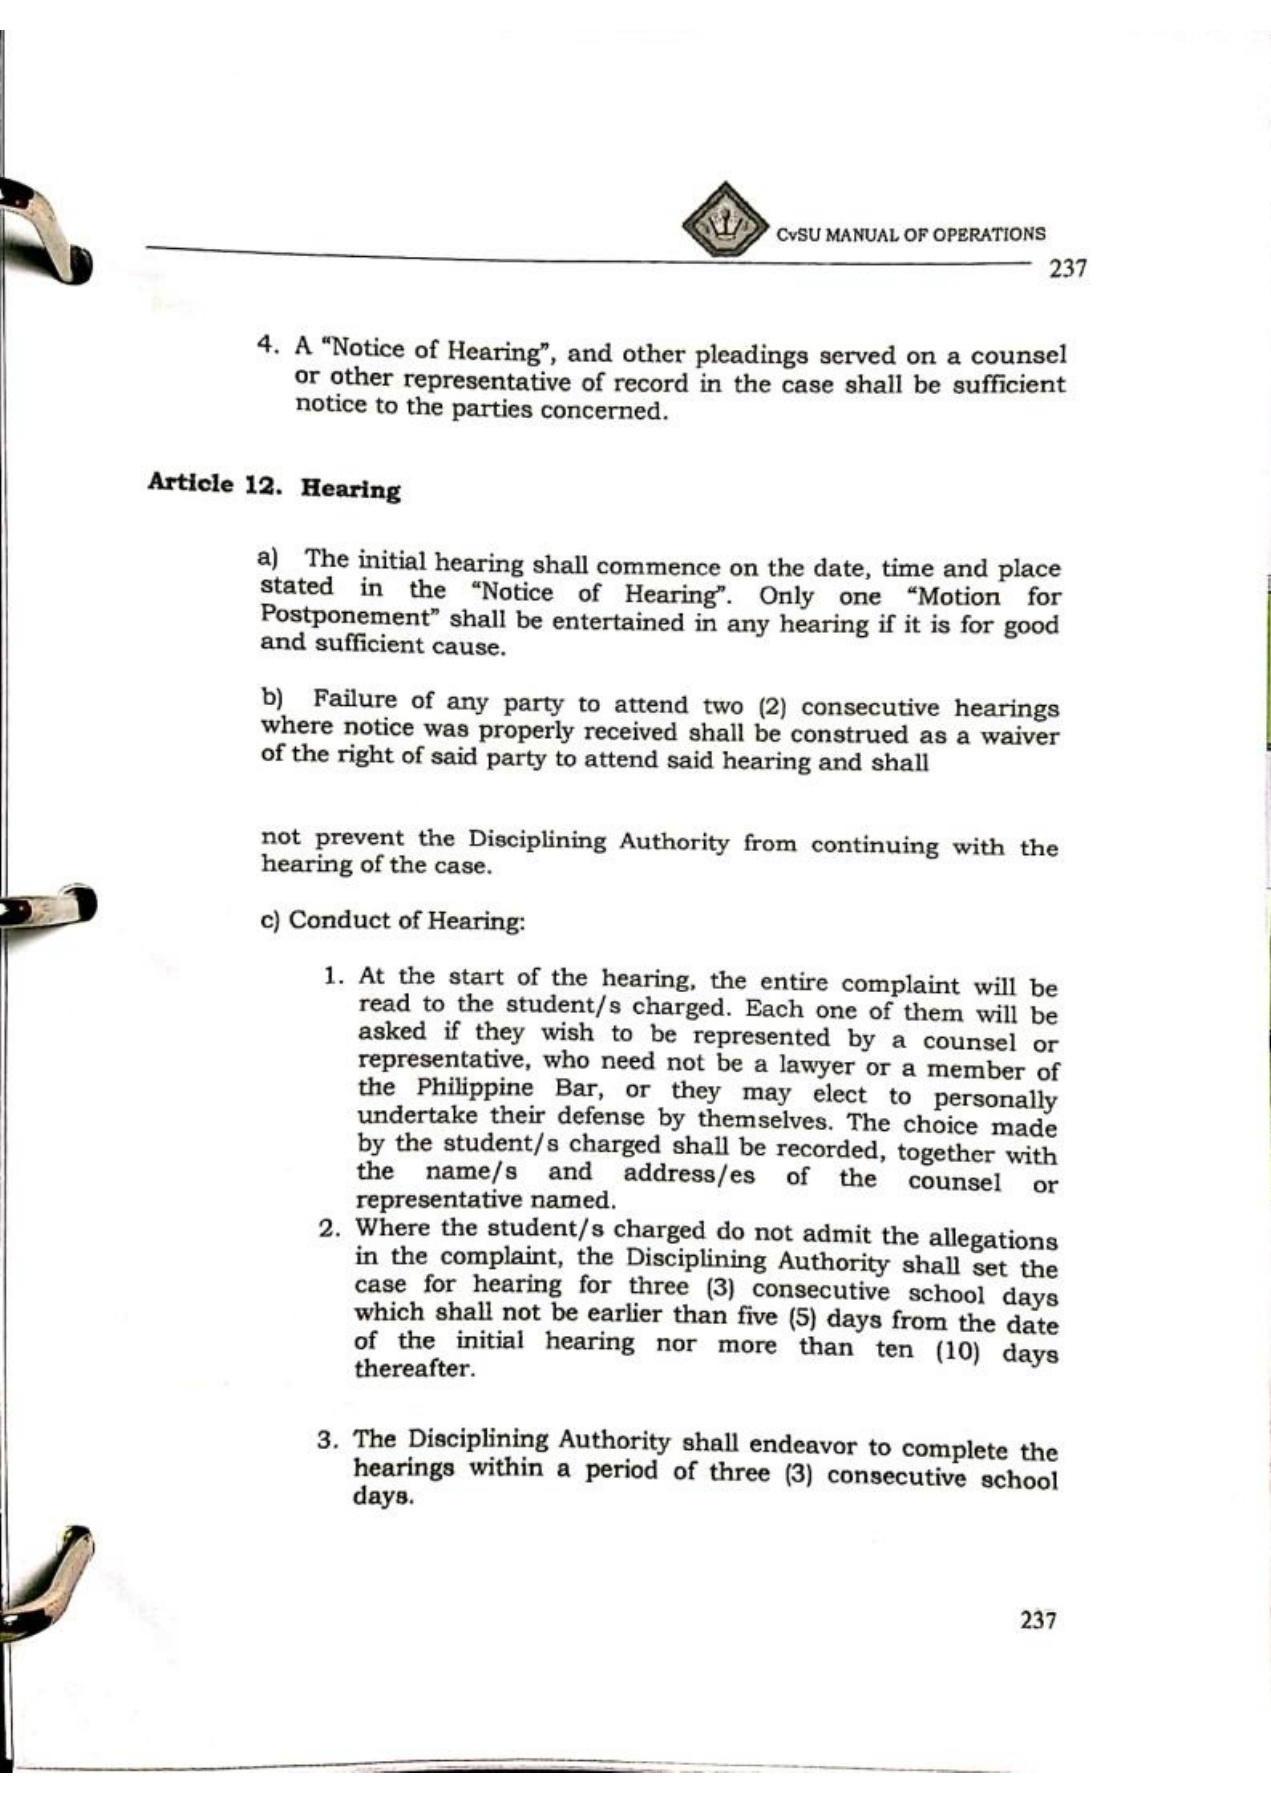 CvSU MANUAL OF OPERATIONS
237
4. A “Notice of Hearing”, and other pleadings served on a counsel
or other representative of record in the case shall be sufficient
notice to the parties concerned.
Article 12. Hearing
a) The initial hearing shall commence on the date, time and place
stated in the “Notice of Hearing”. Only one “Motion for
Postponement” shall be entertained in any hearing if it is for good
and sufficient cause.
b) Failure of any party to attend two (2) consecutive hearings
where notice was properly received shall be construed as a waiver
of the right of said party to attend said hearing and shall
not prevent the Disciplining Authority from continuing with the
hearing of the case.
c) Conduct of Hearing:
1. At the start of the hearing, the entire complaint will be
read to the student/s charged. Each one of them will be
asked if they wish to be represented by a counsel or
representative, who need not be a lawyer or a member of
the Philippine Bar, or they may elect to personally
undertake their defense by themselves. The choice made
by the student/s charged shall be recorded, together with
the name/s and address/es of the counsel or
representative named.
2. Where the student/s charged do not admit the allegations
in the complaint, the Disciplining Authority shall set the
case for hearing for three (3) consecutive school days
which shall not be earlier than five (5) days from the date
of the initial hearing nor more than ten (10) days
thereafter.
3. The Disciplining Authority shall endeavor to complete the
hearings within a period of three (3) consecutive school
days.
237